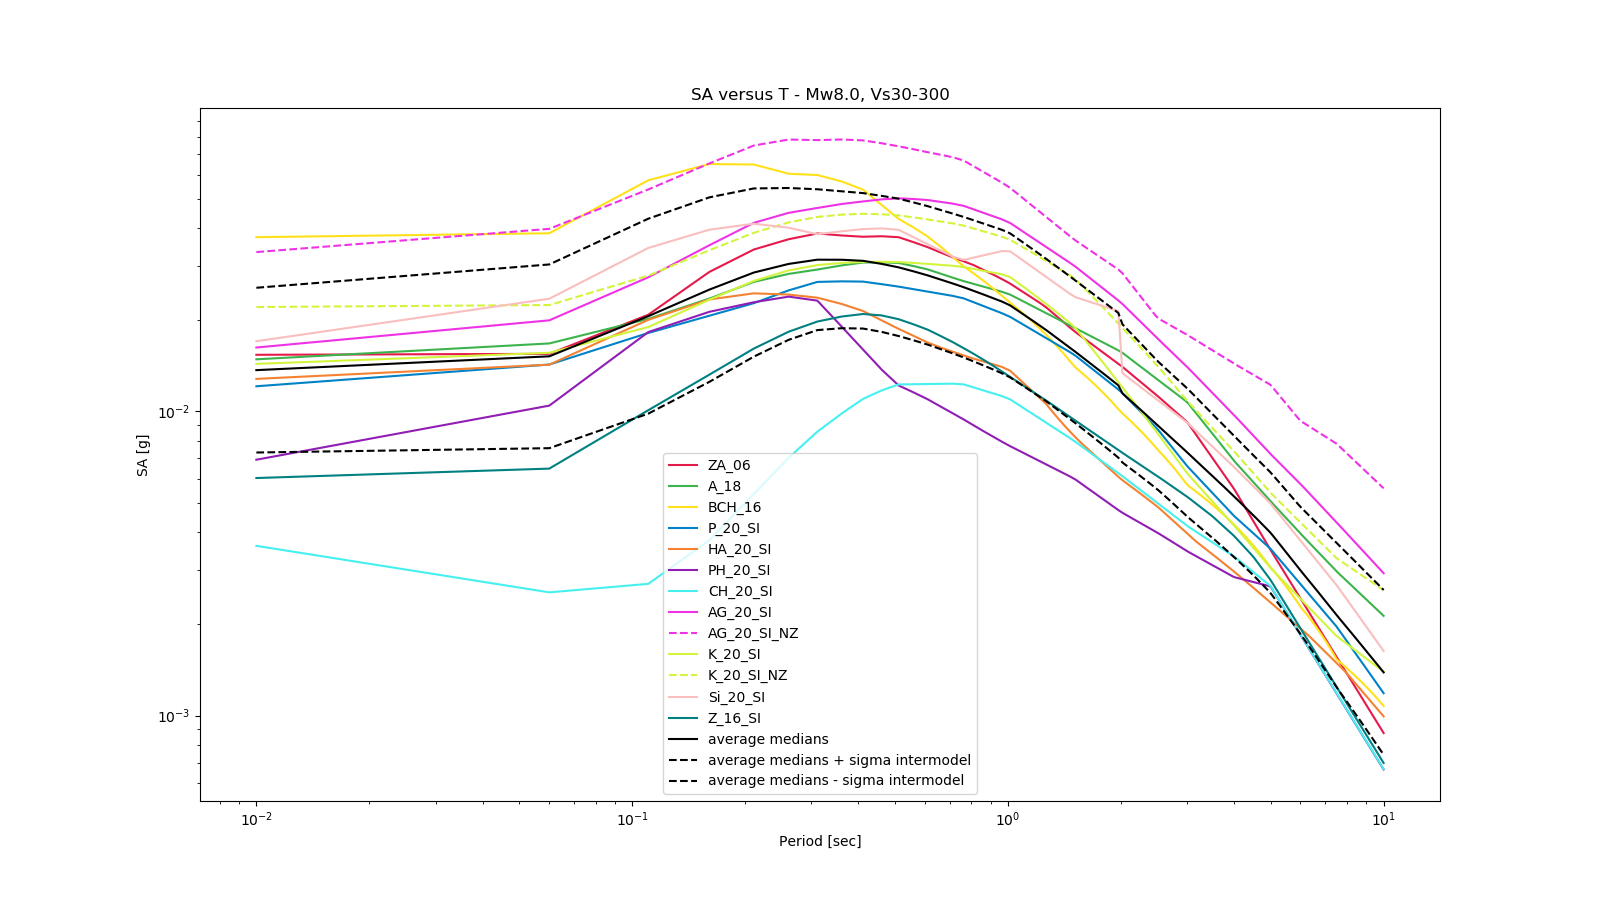 SA versus T - Mw8.0, Vs30-300
SA [g]
10⁻²
10⁻³
ZA_06
A_18
BCH_16
P_20_SI
HA_20_SI
PH_20_SI
CH_20_SI
AG_20_SI
AG_20_SI_NZ
K_20_SI
K_20_SI_NZ
Si_20_SI
Z_16_SI
average medians
average medians + sigma intermodel
average medians - sigma intermodel
10⁻² 10⁻¹ 10⁰ 10¹
Period [sec]